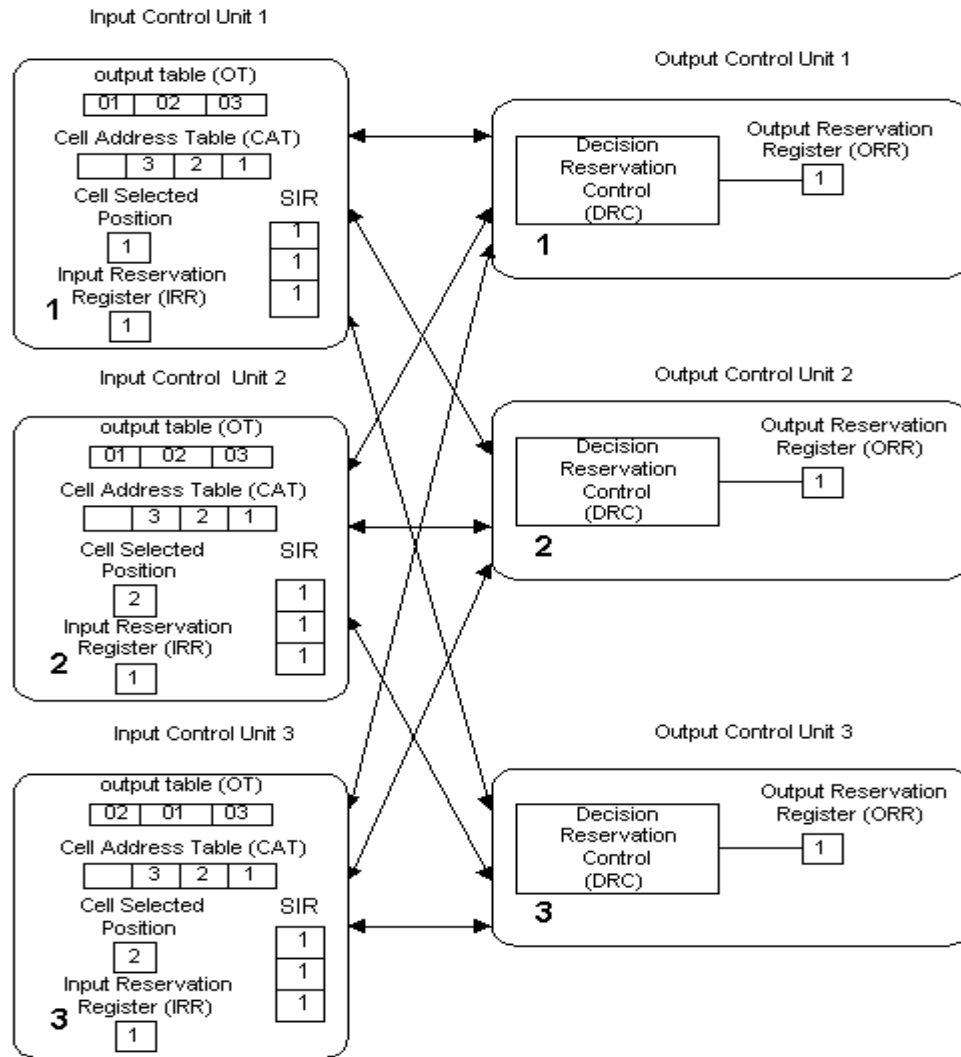 Input Control Unit 1
output table (OT)
01 02 03
Cell Address Table (CAT)
3 2 1
Cell Selected
Position
1
SIR
1
1
1
Input Reservation
Register (IRR)
1
1
Input Control Unit 2
output table (OT)
01 02 03
Cell Address Table (CAT)
3 2 1
Cell Selected
Position
2
SIR
1
1
1
Input Reservation
Register (IRR)
2
1
Input Control Unit 3
output table (OT)
02 01 03
Cell Address Table (CAT)
3 2 1
Cell Selected
Position
2
SIR
1
1
1
Input Reservation
Register (IRR)
3
1
Output Control Unit 1
Decision
Reservation
Control
(DRC)
Output Reservation
Register (ORR)
1
1
Output Control Unit 2
Decision
Reservation
Control
(DRC)
Output Reservation
Register (ORR)
1
2
Output Control Unit 3
Decision
Reservation
Control
(DRC)
Output Reservation
Register (ORR)
1
3